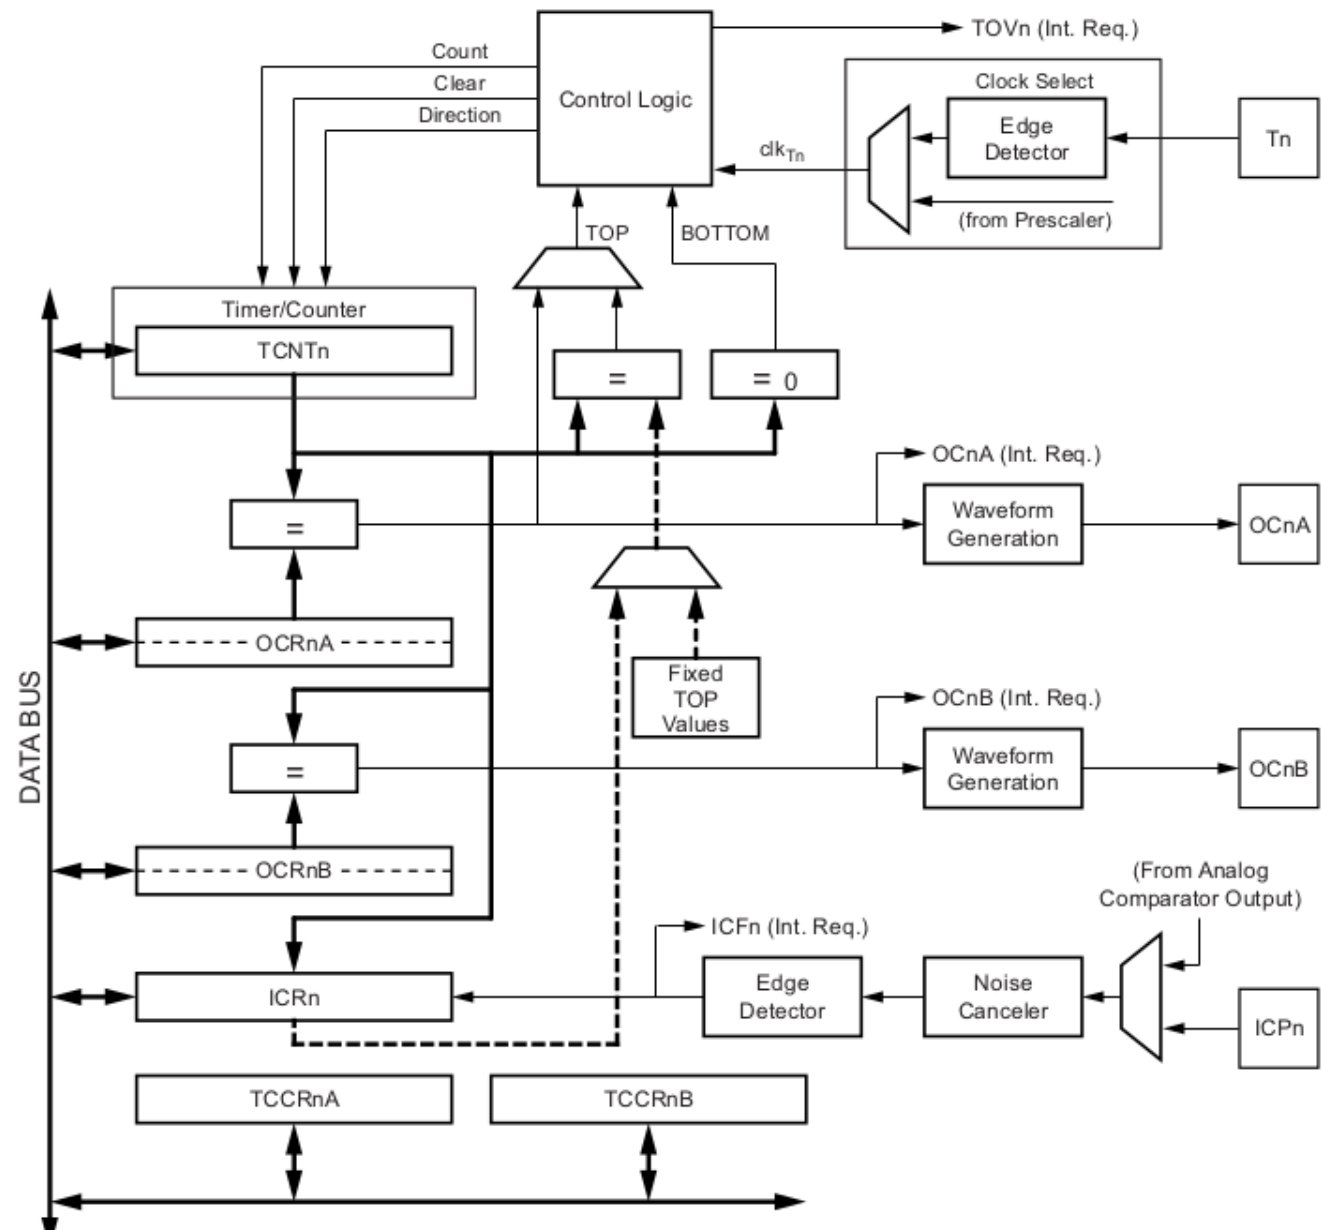 TOVn (Int. Req.)
Count
Clear
Direction
Control Logic
Clock Select
Edge
Detector
Tn
clkTn
(from Prescaler)
TOP
BOTTOM
Timer/Counter
TCNTn
=
= 0
OCnA (Int. Req.)
=
Waveform
Generation
OCnA
OCRnA
Fixed
TOP
Values
DATA BUS
OCnB (Int. Req.)
=
Waveform
Generation
OCnB
OCRnB
(From Analog
Comparator Output)
ICFn (Int. Req.)
ICRn
Edge
Detector
Noise
Canceler
ICPn
TCCRnA
TCCRnB